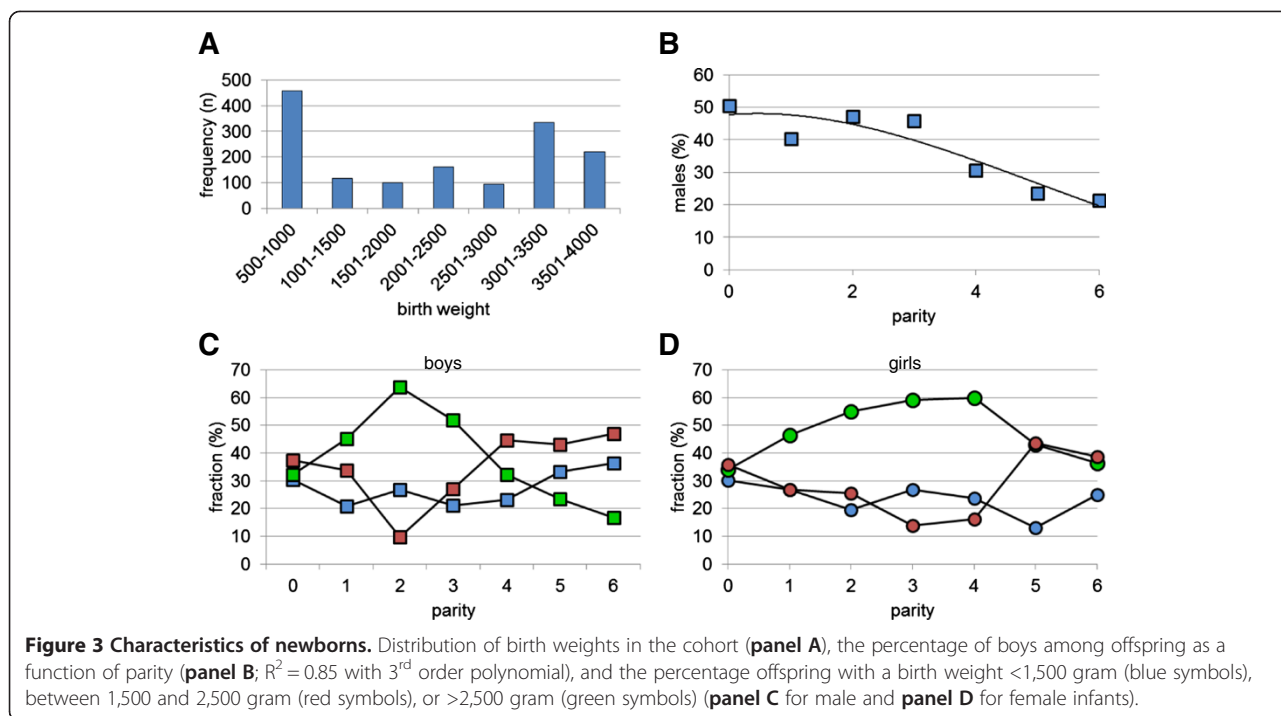 A
500
400
300
200
100
0
frequency (n)
500-1000
1001-1500
1501-2000
2001-2500
2501-3000
3001-3500
3501-4000
birth weight
B
60
50
40
30
20
10
0
males (%)
0 2 4 6
parity
C
boys
70
60
50
40
30
20
10
0
fraction (%)
0 1 2 3 4 5 6
parity
D
girls
70
60
50
40
30
20
10
0
fraction (%)
0 1 2 3 4 5 6
parity
Figure 3 Characteristics of newborns. Distribution of birth weights in the cohort (panel A), the percentage of boys among offspring as a
function of parity (panel B; R² = 0.85 with 3rd order polynomial), and the percentage offspring with a birth weight <1,500 gram (blue symbols),
between 1,500 and 2,500 gram (red symbols), or >2,500 gram (green symbols) (panel C for male and panel D for female infants).